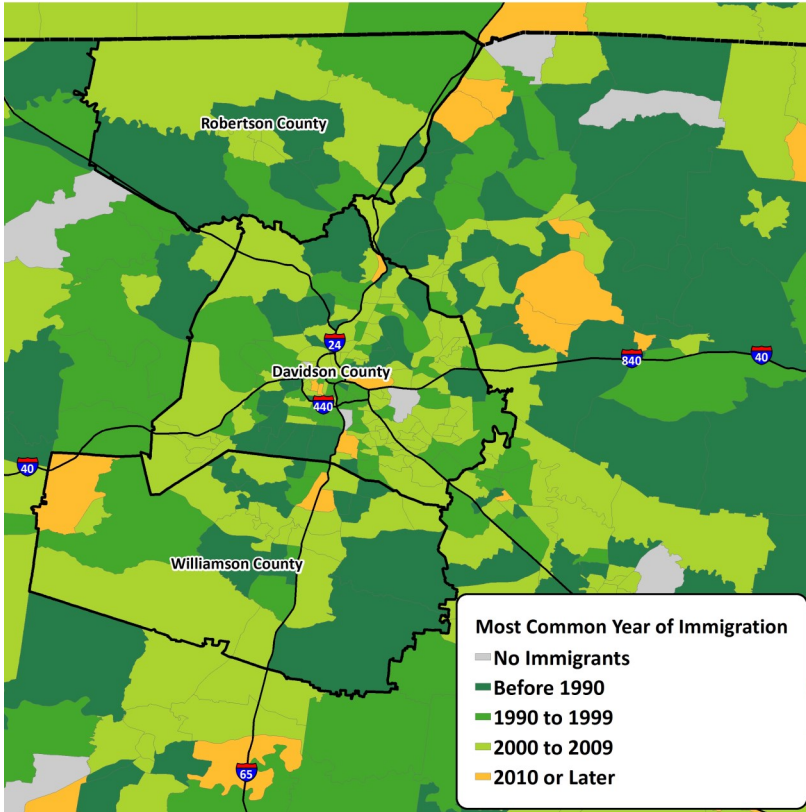 Robertson County
24
Davidson County
840
40
440
40
Williamson County
Most Common Year of Immigration
No Immigrants
Before 1990
1990 to 1999
2000 to 2009
2010 or Later
65